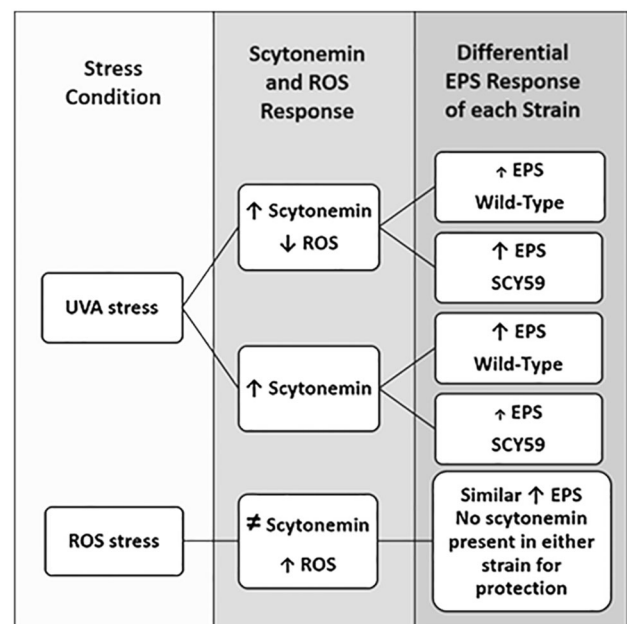 Stress
Condition
Scytonemin
and ROS
Response
Differential
EPS Response
of each Strain
UVA stress
↑ Scytonemin
↓ ROS
↑ EPS
Wild-Type
↑ EPS
SCY59
↑ Scytonemin
↑ EPS
Wild-Type
↑ EPS
SCY59
ROS stress
≠ Scytonemin
↑ ROS
Similar ↑ EPS
No scytonemin
present in either
strain for
protection